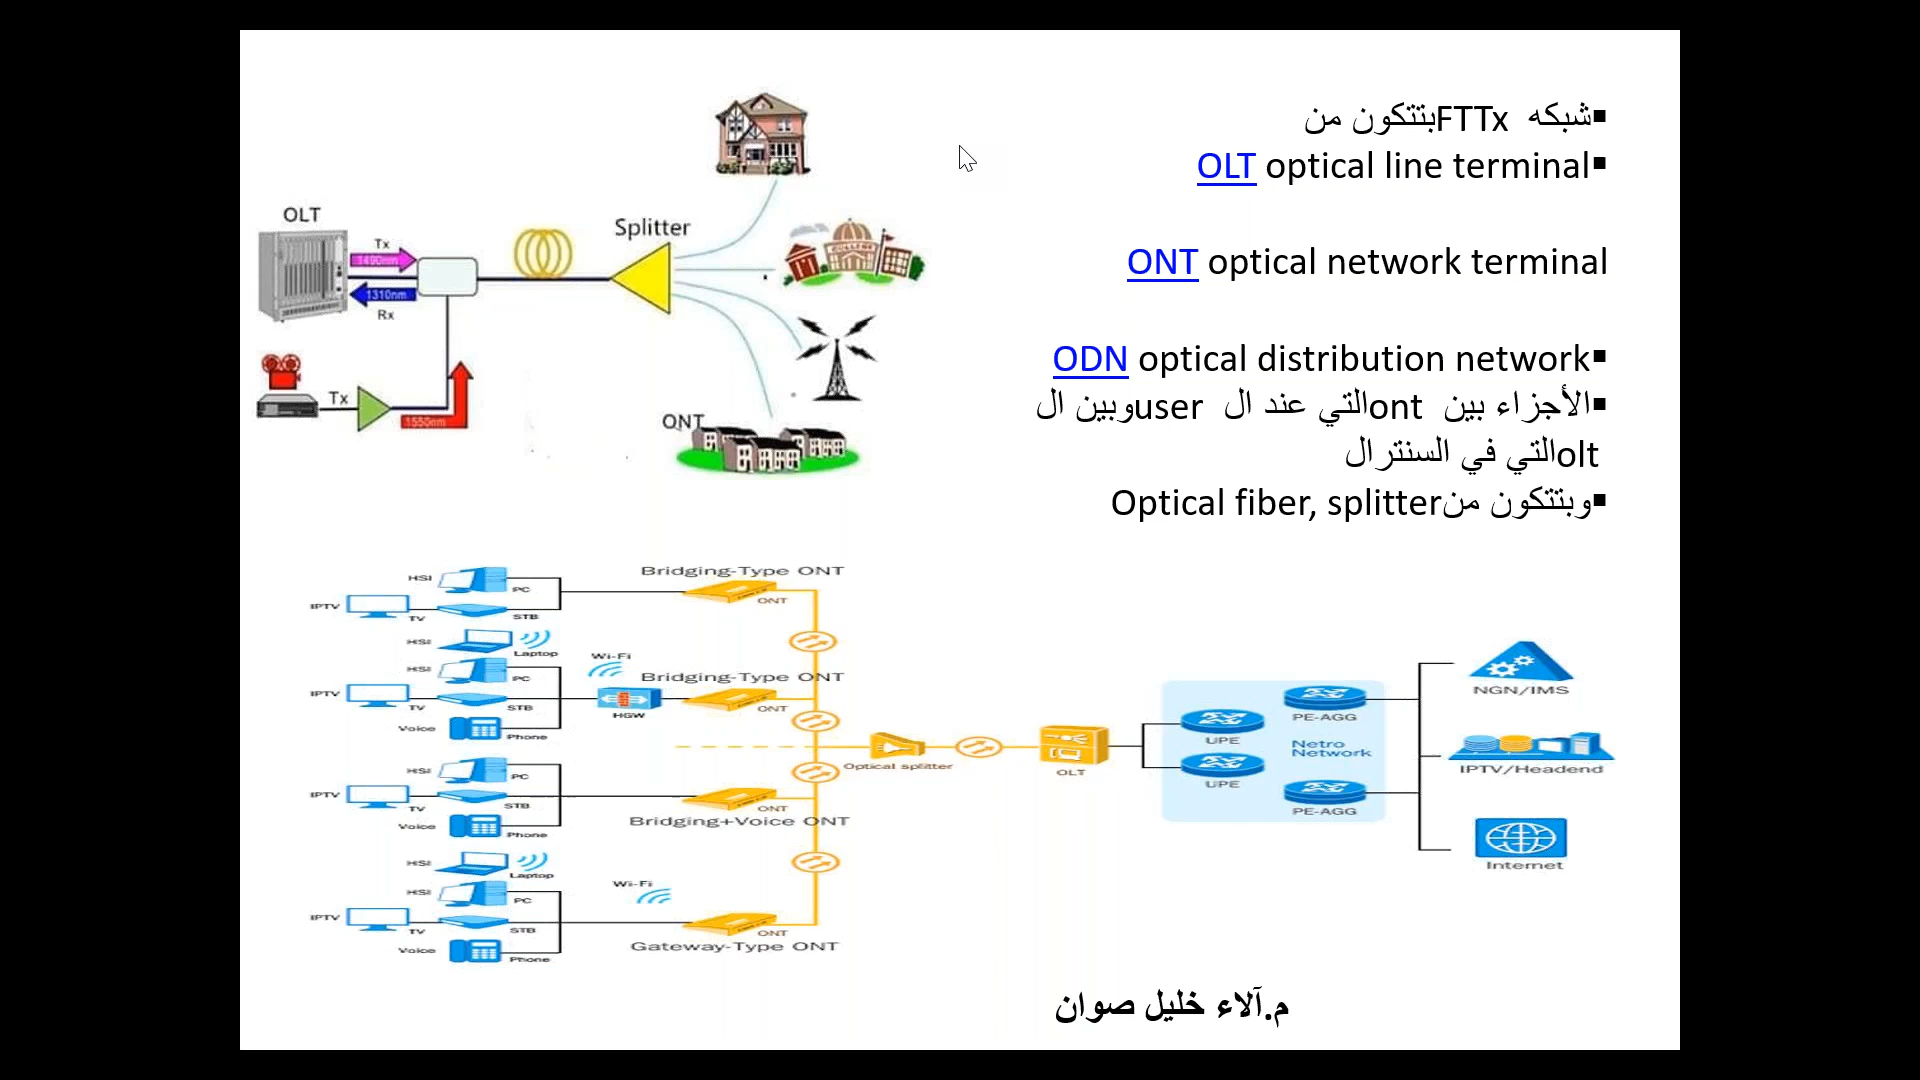 شبكه FTTx بتتكون من
OLT optical line terminal
ONT optical network terminal
ODN optical distribution network
الأجزاء بين ont التي عند ال user وبين ال
olt التي في السنترال
وبتتكون من Optical fiber, splitter
OLT
Tx
1490nm
1310nm
Rx
Splitter
Tx
1550nm
COLLEGE
ONT
Bridging-Type ONT
HSI
PC
ONT
IPTV
TV
STB
HSI
Laptop
Wi-Fi
HSI
PC
Bridging-Type ONT
IPTV
TV
STB
HGW
ONT
Voice
Phone
HSI
PC
IPTV
TV
STB
ONT
Voice
Phone
Bridging+Voice ONT
HSI
Laptop
Wi-Fi
HSI
PC
IPTV
TV
STB
ONT
Voice
Phone
Gateway-Type ONT
Optical splitter
OLT
UPE
UPE
PE-AGG
Netro
Network
PE-AGG
NGN/IMS
IPTV/Headend
Internet
م.آلاء خليل صوان